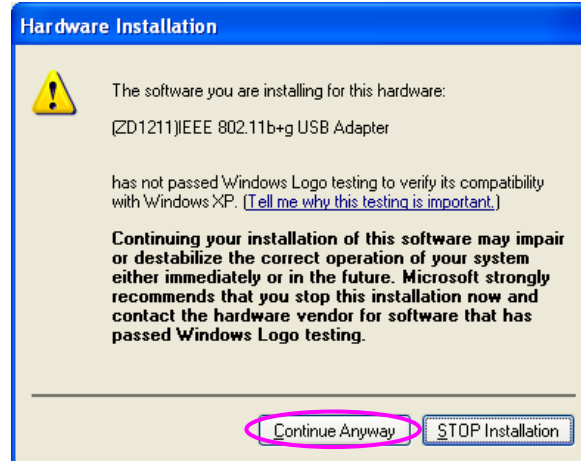 Hardware Installation
The software you are installing for this hardware:
(ZD1211)IEEE 802.11b+g USB Adapter
has not passed Windows Logo testing to verify its compatibility
with Windows XP. (Tell me why this testing is important.)
Continuing your installation of this software may impair
or destabilize the correct operation of your system
either immediately or in the future. Microsoft strongly
recommends that you stop this installation now and
contact the hardware vendor for software that has
passed Windows Logo testing.
Continue Anyway STOP Installation